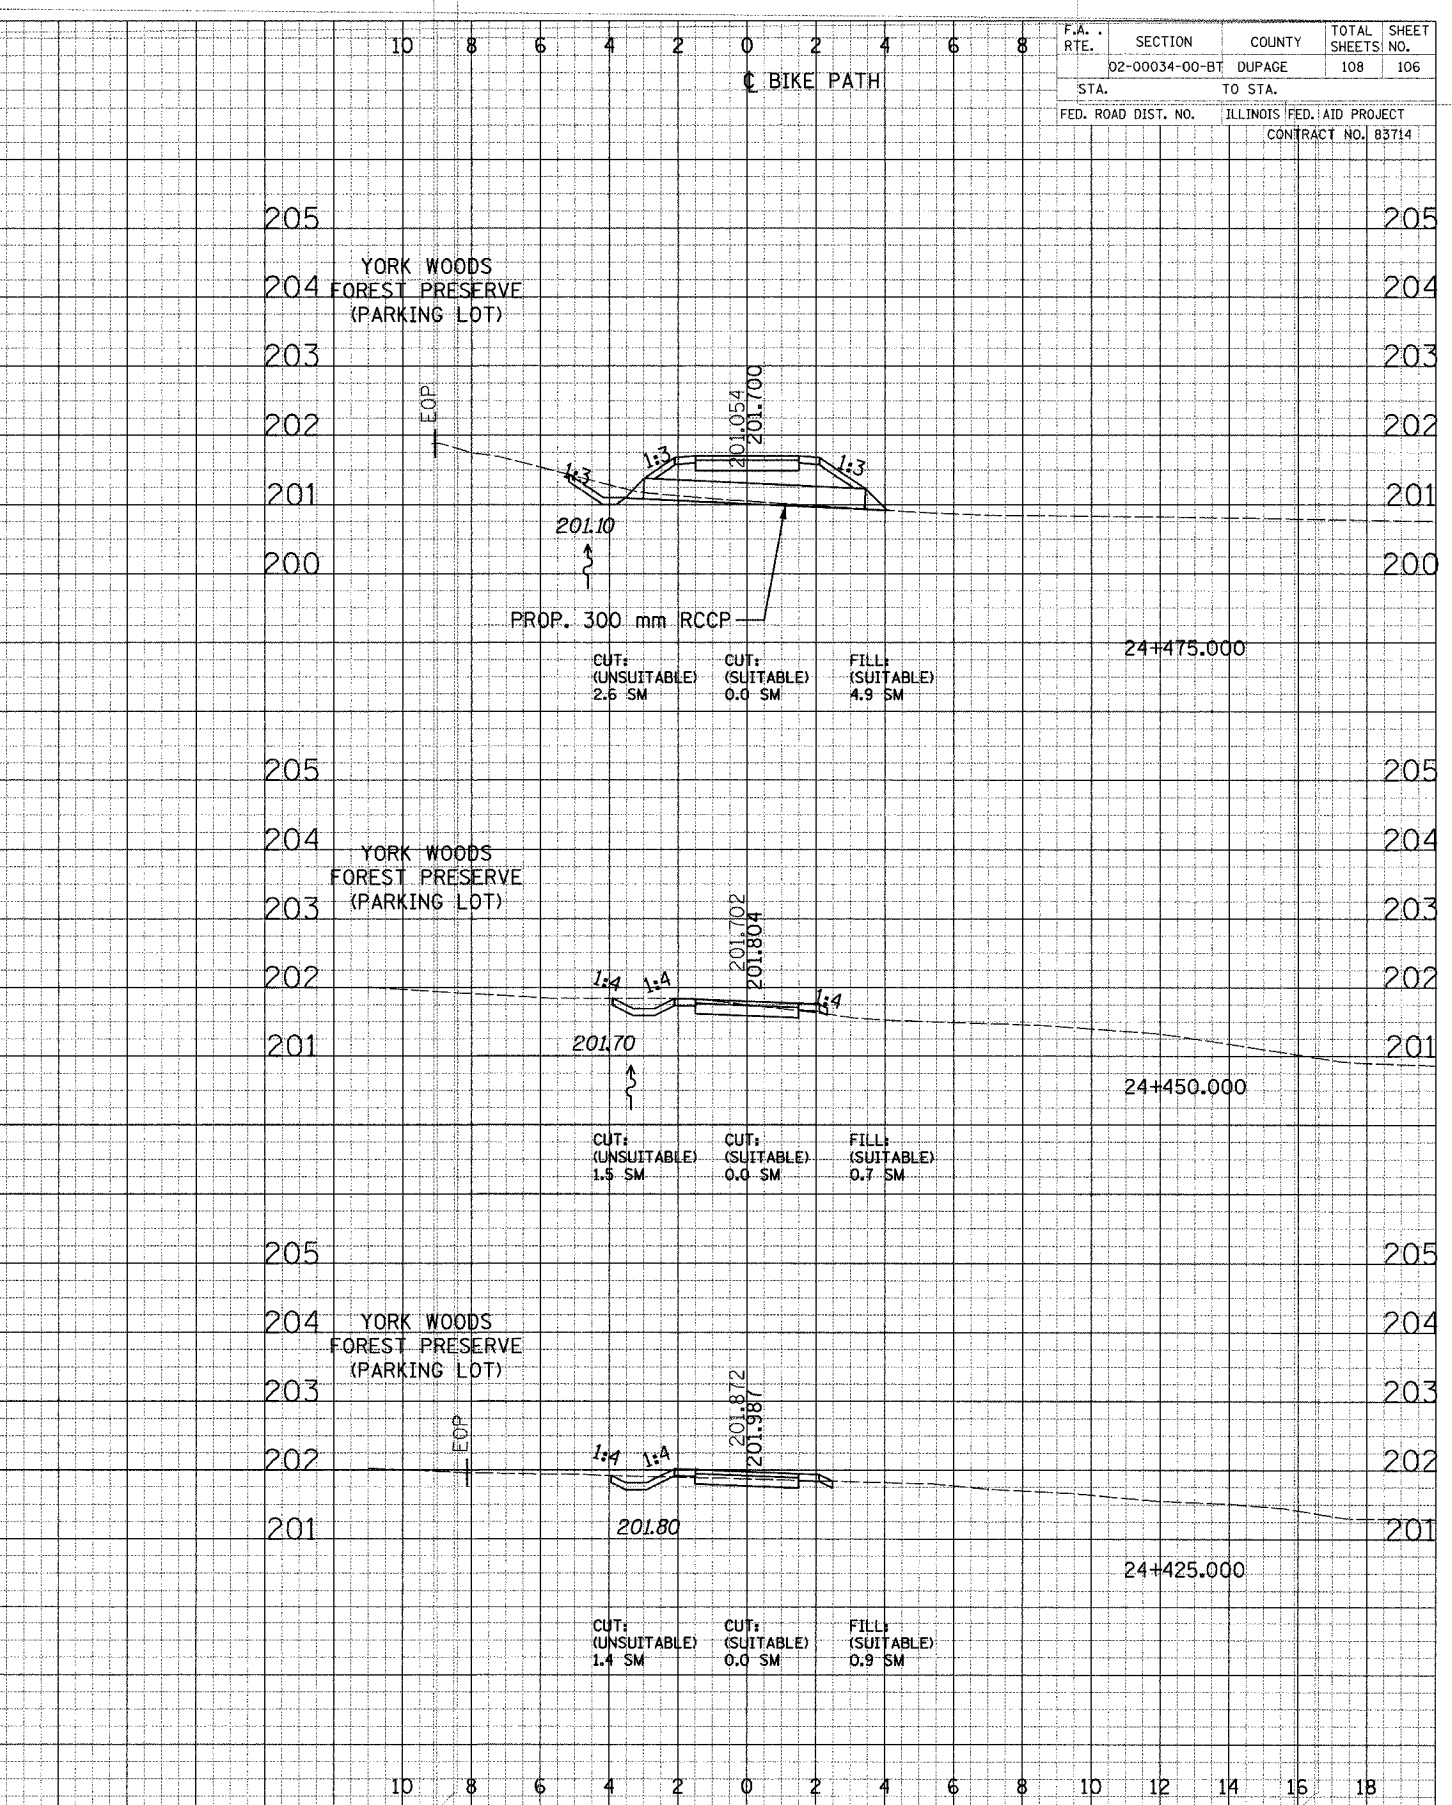 10 8 6 4 2 0 2 4 6 8
℄ BIKE PATH
F.A. . RTE. SECTION COUNTY TOTAL SHEETS SHEET NO.
02-00034-00-BT DUPAGE 108 106
STA. TO STA.
FED. ROAD DIST. NO. ILLINOIS FED. AID PROJECT
CONTRACT NO. 83714
205 205
YORK WOODS
204 FOREST PRESERVE 204
(PARKING LOT)
203 203
EOP
201.054
201.700
202 202
1:3 1:3 1:3
201 201
201.10
200 200
PROP. 300 mm RCCP
24+475.000
CUT: CUT: FILL:
(UNSUITABLE) (SUITABLE) (SUITABLE)
2.6 SM 0.0 SM 4.9 SM
205 205
204 204
YORK WOODS
FOREST PRESERVE
203 (PARKING LOT) 203
201.702
201.804
202 1:4 1:4 1:4 202
201 201.70 201
24+450.000
CUT: CUT: FILL:
(UNSUITABLE) (SUITABLE) (SUITABLE)
1.5 SM 0.0 SM 0.7 SM
205 205
204 YORK WOODS 204
FOREST PRESERVE
(PARKING LOT)
203 203
201.872
201.987
EOP
202 1:4 1:4 202
201 201.80 201
24+425.000
CUT: CUT: FILL:
(UNSUITABLE) (SUITABLE) (SUITABLE)
1.4 SM 0.0 SM 0.9 SM
10 8 6 4 2 0 2 4 6 8 10 12 14 16 18